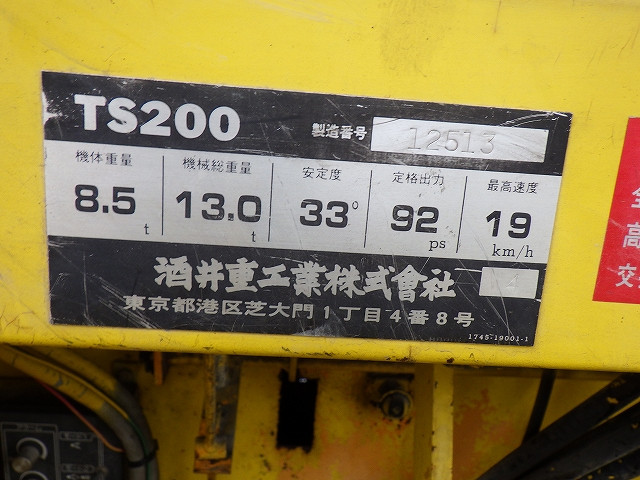 TS200 製造番号 12513
機体重量 機械総重量 安定度 定格出力 最高速度
8.5 t 13.0 t 33° 92 ps 19 km/h
酒井重工業株式會社
東京都港区芝大門1丁目4番8号
1745-19001-1
全
高
交